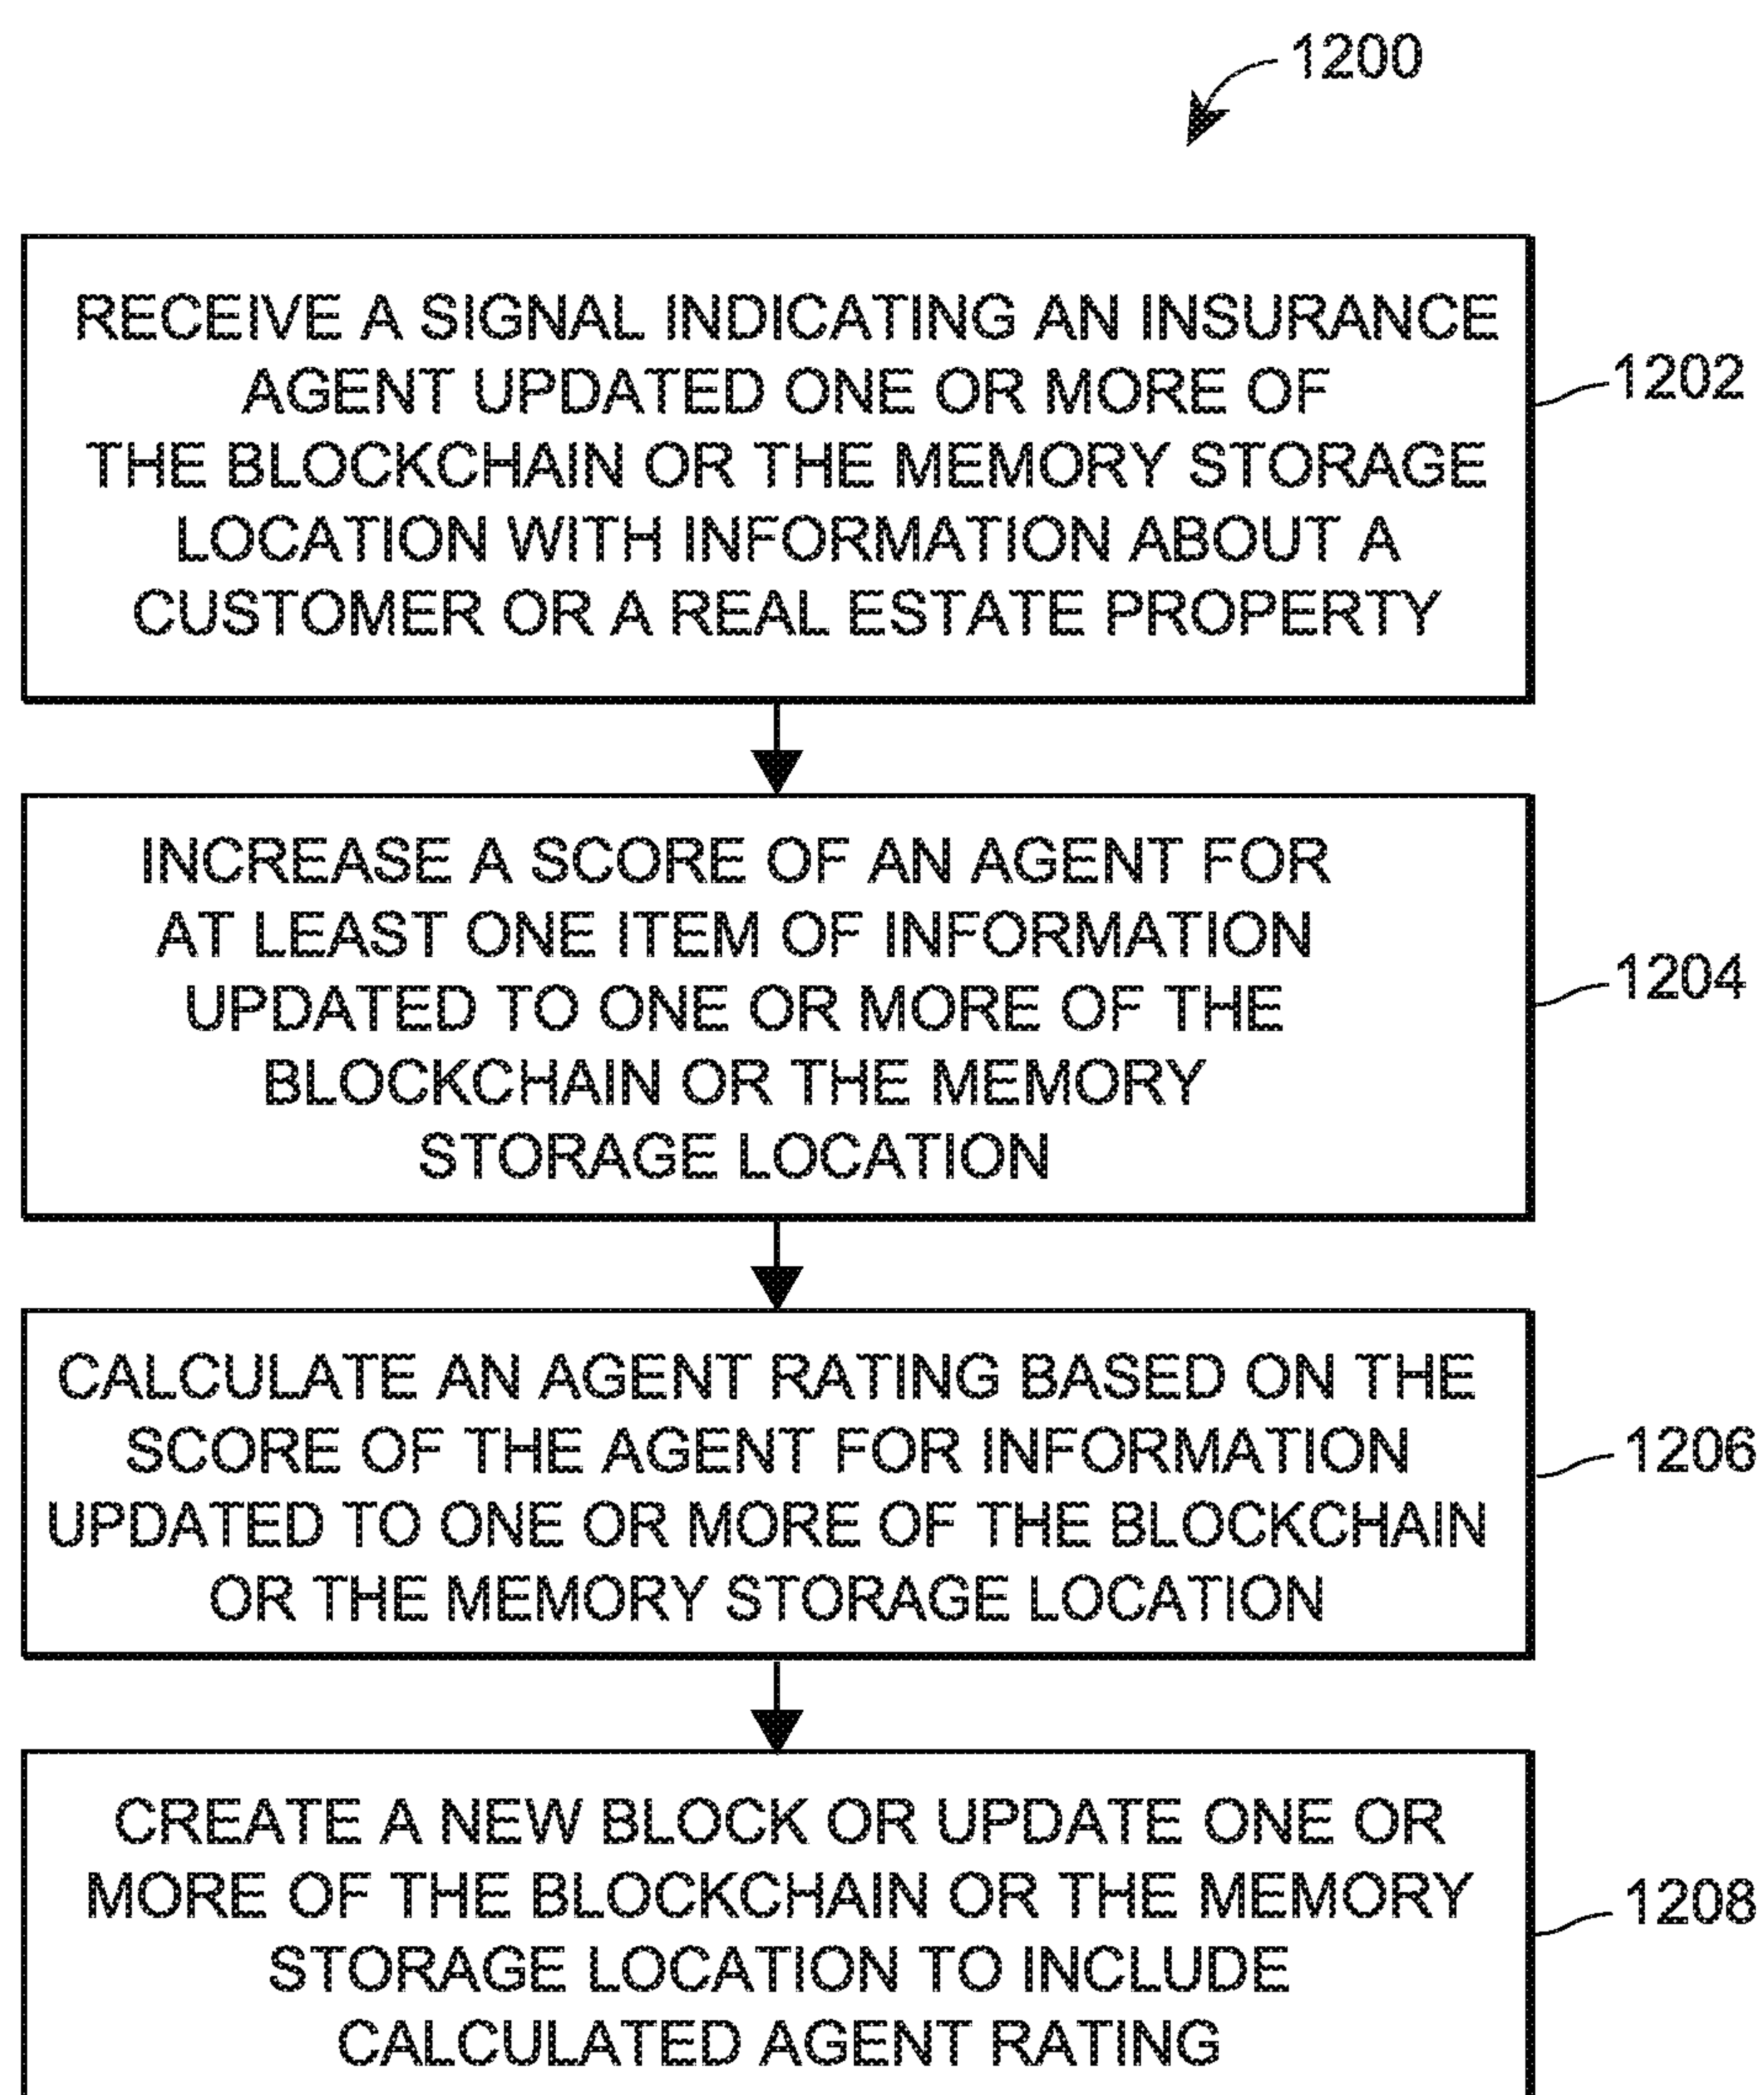 1200
RECEIVE A SIGNAL INDICATING AN INSURANCE
AGENT UPDATED ONE OR MORE OF
THE BLOCKCHAIN OR THE MEMORY STORAGE
LOCATION WITH INFORMATION ABOUT A
CUSTOMER OR A REAL ESTATE PROPERTY
1202
INCREASE A SCORE OF AN AGENT FOR
AT LEAST ONE ITEM OF INFORMATION
UPDATED TO ONE OR MORE OF THE
BLOCKCHAIN OR THE MEMORY
STORAGE LOCATION
1204
CALCULATE AN AGENT RATING BASED ON THE
SCORE OF THE AGENT FOR INFORMATION
UPDATED TO ONE OR MORE OF THE BLOCKCHAIN
OR THE MEMORY STORAGE LOCATION
1206
CREATE A NEW BLOCK OR UPDATE ONE OR
MORE OF THE BLOCKCHAIN OR THE MEMORY
STORAGE LOCATION TO INCLUDE
CALCULATED AGENT RATING
1208